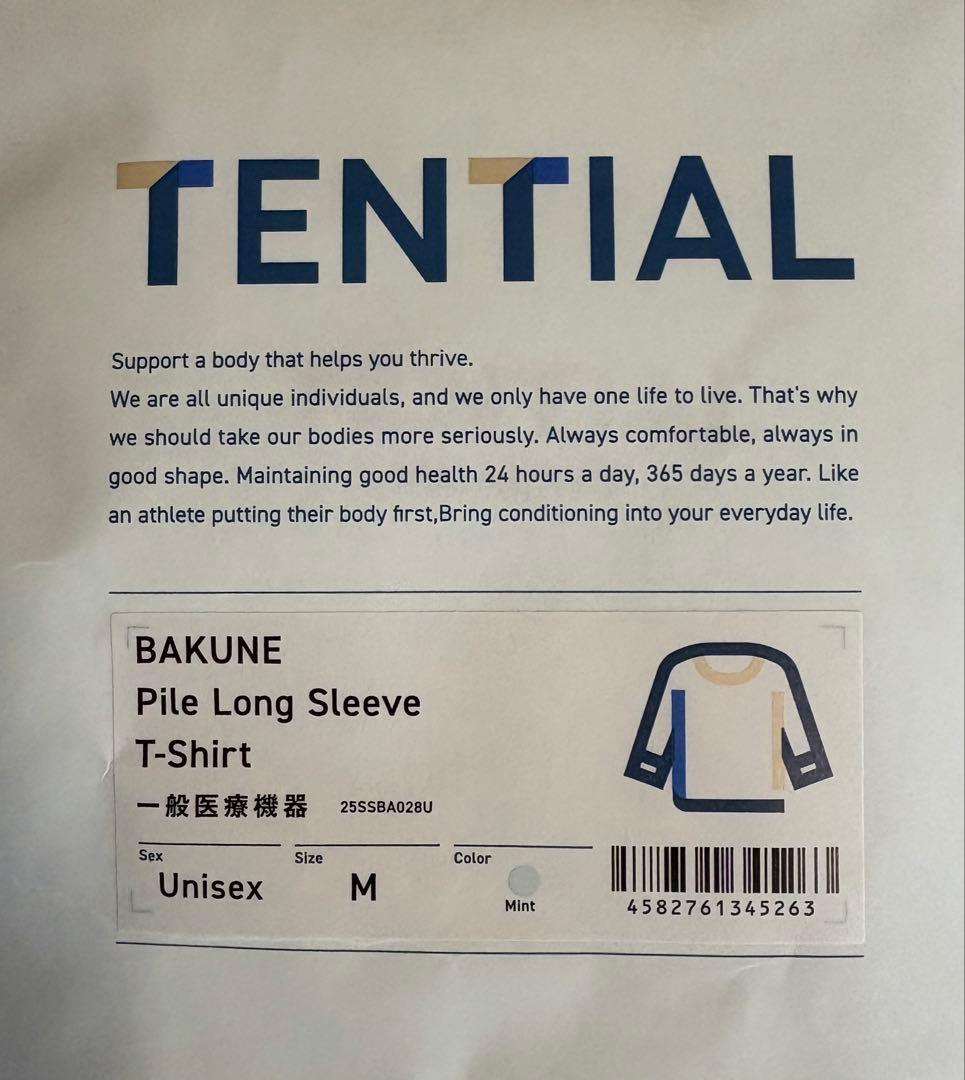 TENTIAL
Support a body that helps you thrive.
We are all unique individuals, and we only have one life to live. That's why
we should take our bodies more seriously. Always comfortable, always in
good shape. Maintaining good health 24 hours a day, 365 days a year. Like
an athlete putting their body first,Bring conditioning into your everyday life.
BAKUNE
Pile Long Sleeve
T-Shirt
一般医療機器 25SSBA028U
Sex
Unisex
Size
M
Color
Mint
4582761345263